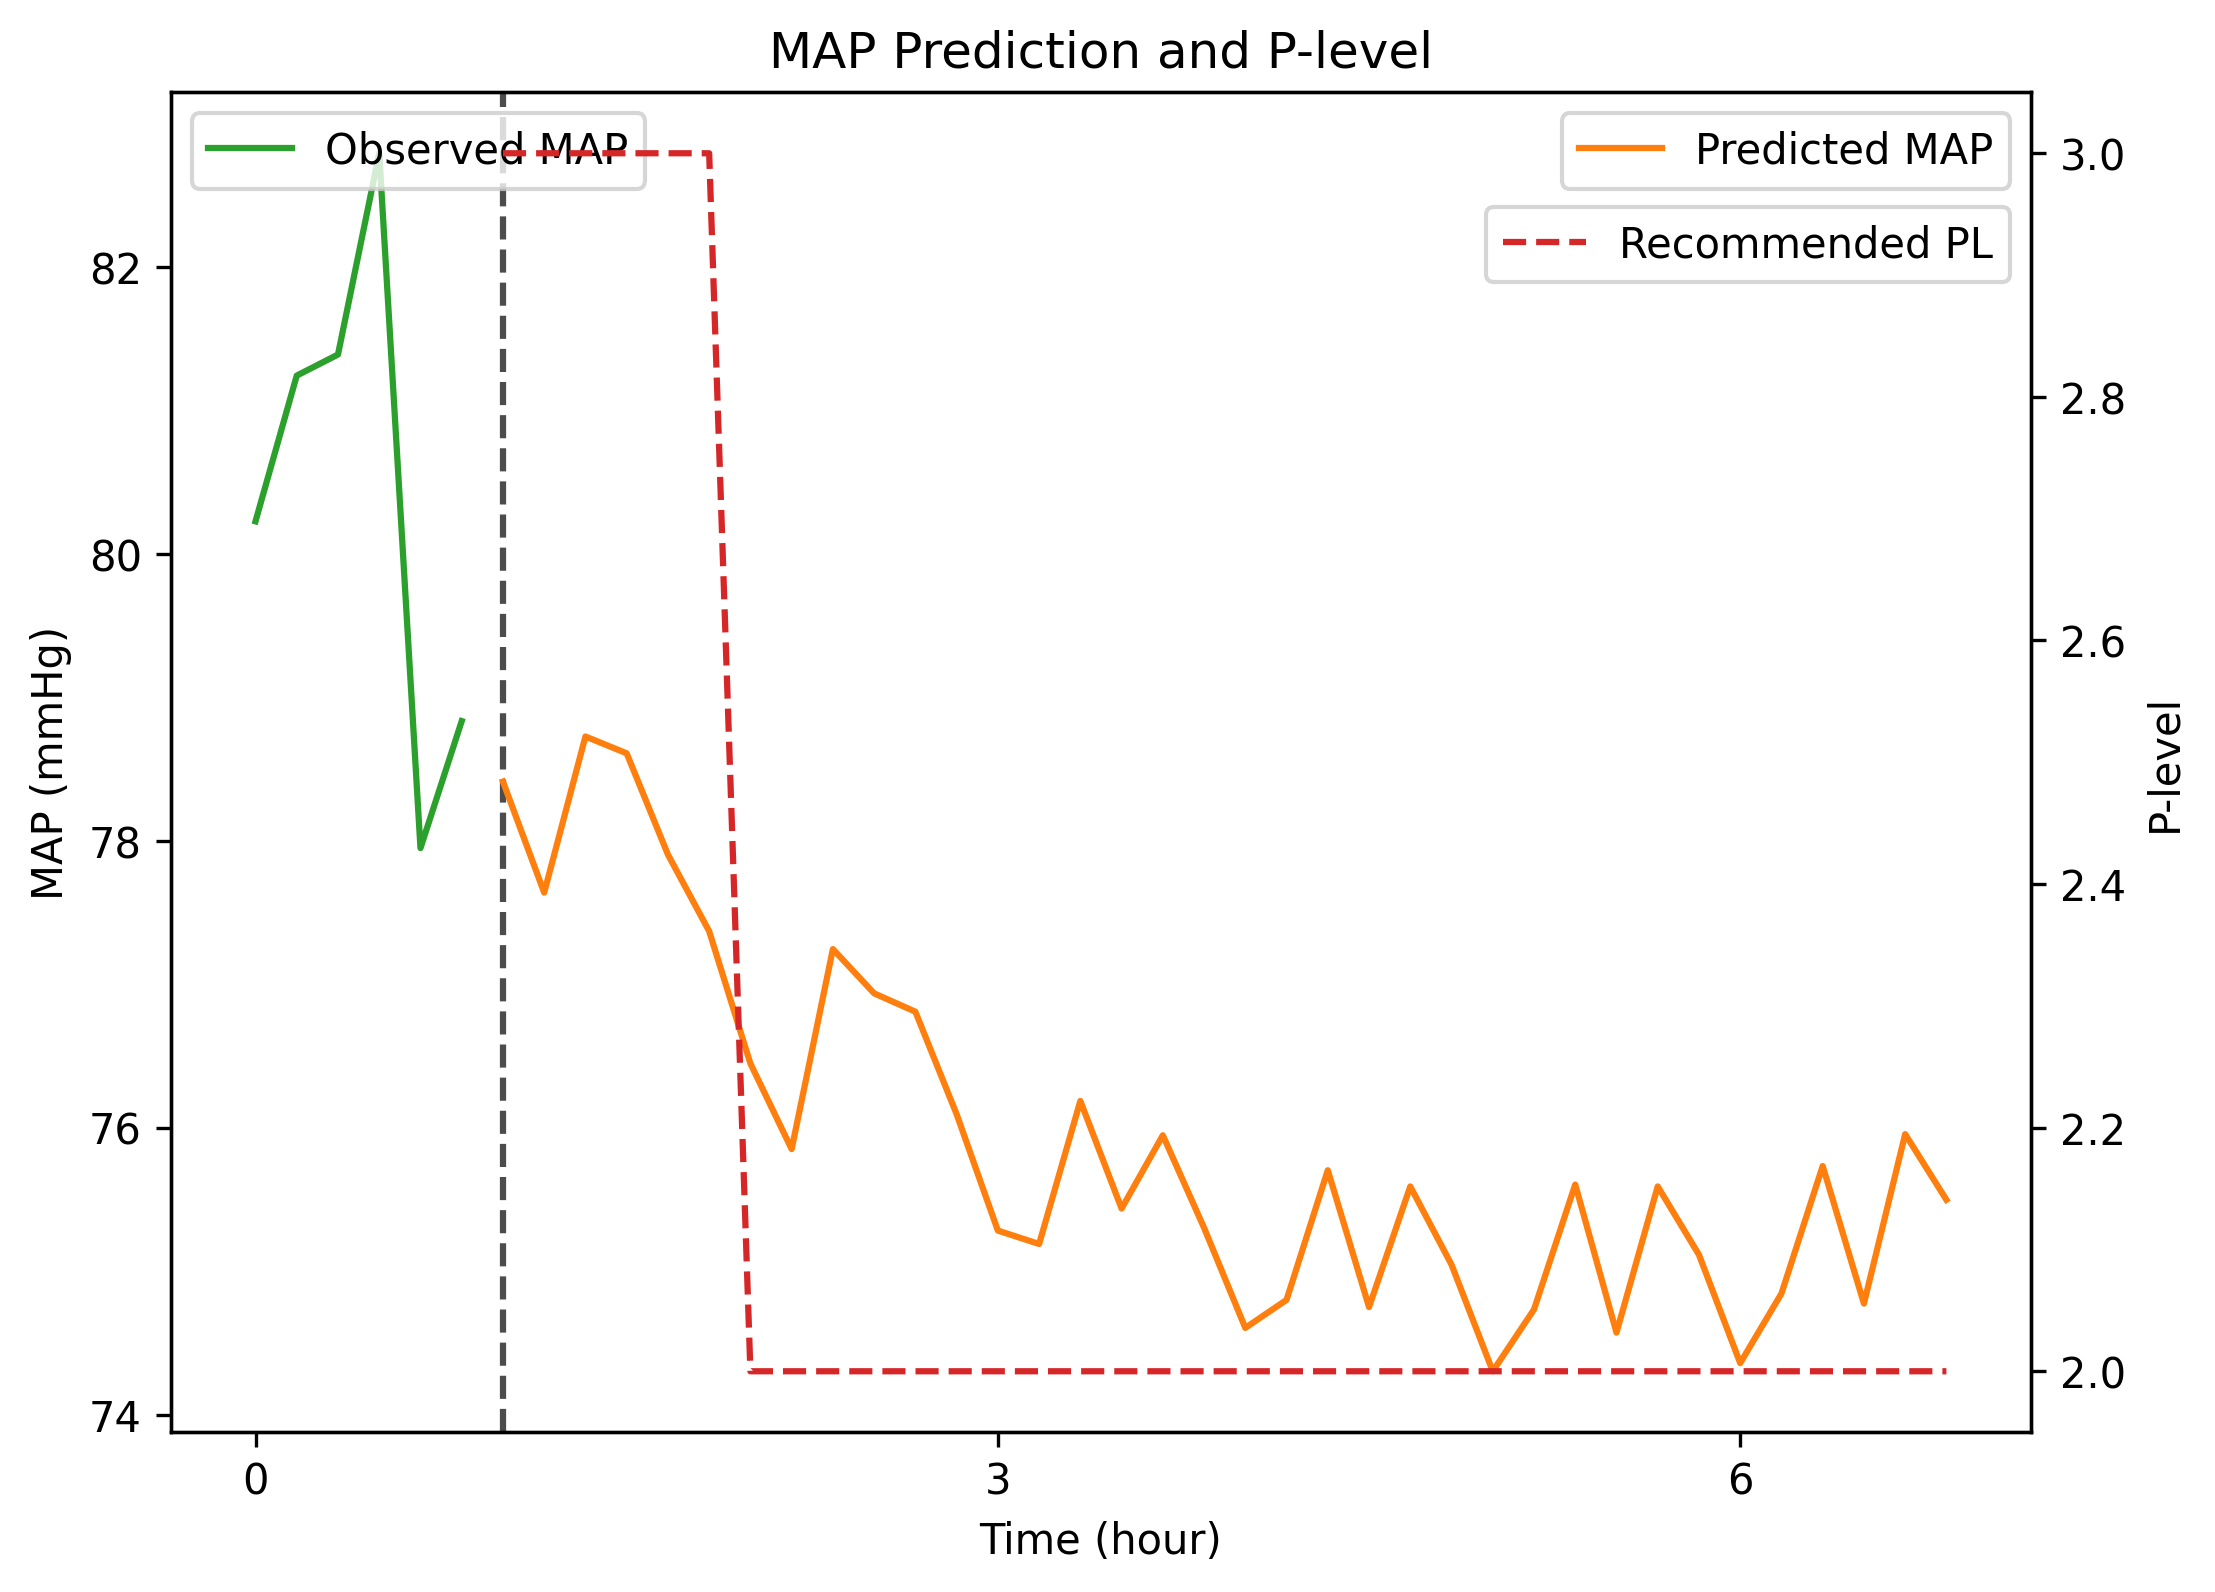 MAP Prediction and P-level
Observed MAP
Predicted MAP
Recommended PL
82
80
78
76
74
MAP (mmHg)
3.0
2.8
2.6
2.4
2.2
2.0
P-level
0 3 6
Time (hour)